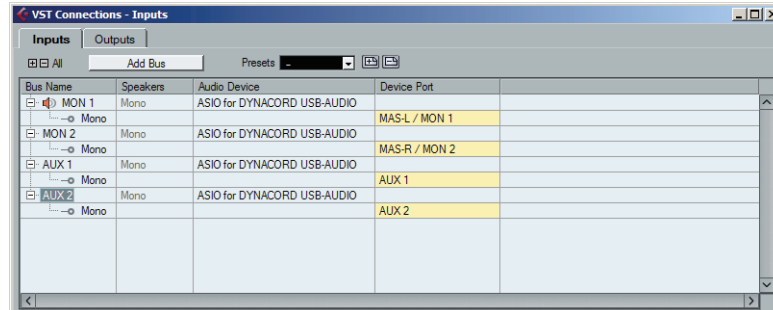 VST Connections - Inputs
Inputs Outputs
All Add Bus Presets -
Bus Name Speakers Audio Device Device Port
MON 1 Mono ASIO for DYNACORD USB-AUDIO
Mono MAS-L / MON 1
MON 2 Mono ASIO for DYNACORD USB-AUDIO
Mono MAS-R / MON 2
AUX 1 Mono ASIO for DYNACORD USB-AUDIO
Mono AUX 1
AUX 2 Mono ASIO for DYNACORD USB-AUDIO
Mono AUX 2